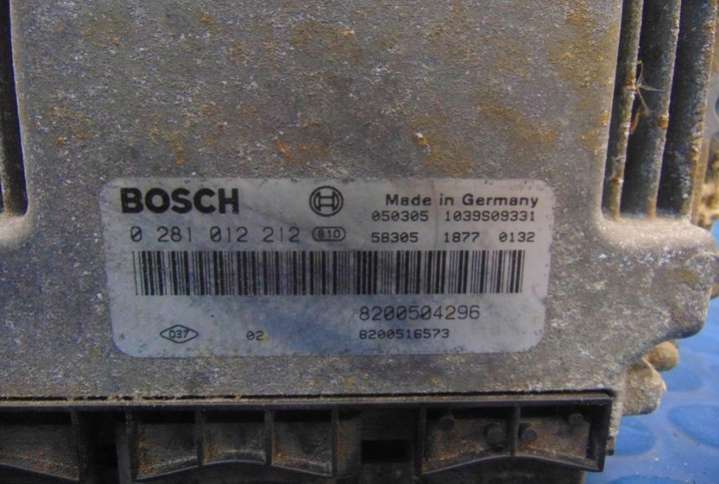 BOSCH Made in Germany
050305 1039S09331
0 281 012 212 58305 1877 0132
8200504296
D37 02 8200516573